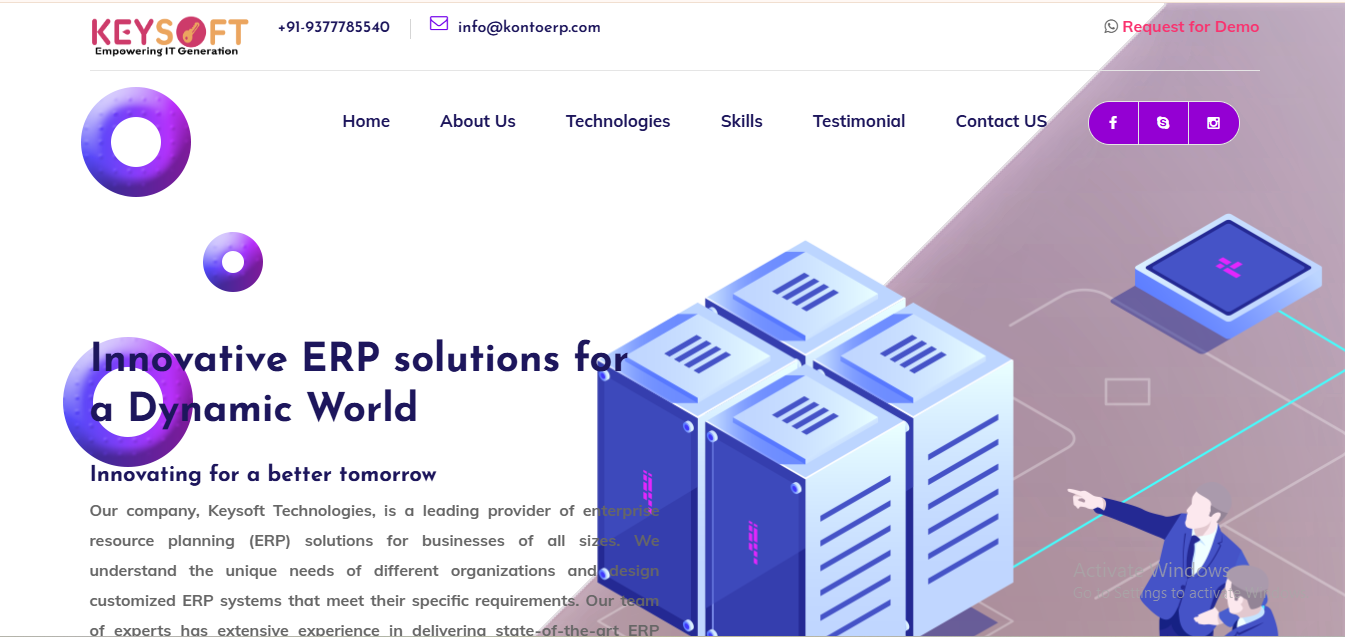 KEYSOFT
Empowering IT Generation
+91-9377785540
info@kontoerp.com
Request for Demo
Home About Us Technologies Skills Testimonial Contact US
Innovative ERP solutions for
a Dynamic World
Innovating for a better tomorrow
Our company, Keysoft Technologies, is a leading provider of enterprise
resource planning (ERP) solutions for businesses of all sizes. We
understand the unique needs of different organizations and design
customized ERP systems that meet their specific requirements. Our team
of experts has extensive experience in delivering state-of-the-art ERP
Activate Windows
Go to Settings to activate Windows.